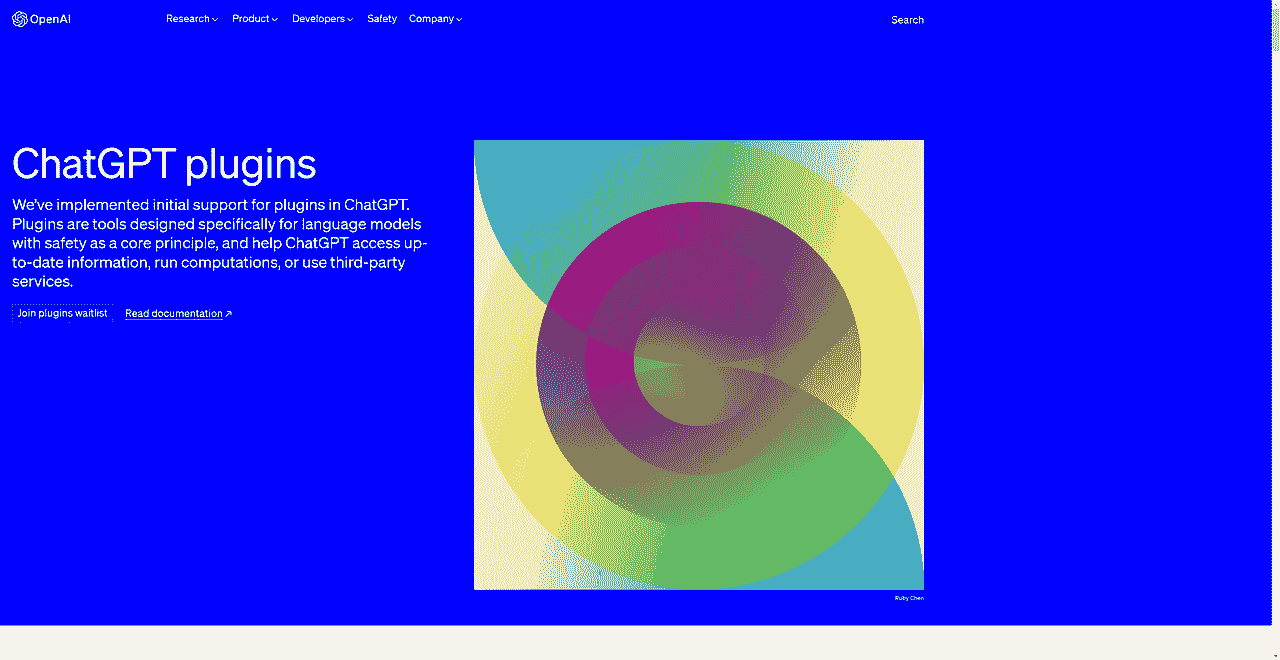 OpenAI
Research Product Developers Safety Company
Search
ChatGPT plugins
We've implemented initial support for plugins in ChatGPT.
Plugins are tools designed specifically for language models
with safety as a core principle, and help ChatGPT access up-
to-date information, run computations, or use third-party
services.
Join plugins waitlist Read documentation ↗
Ruby Chen